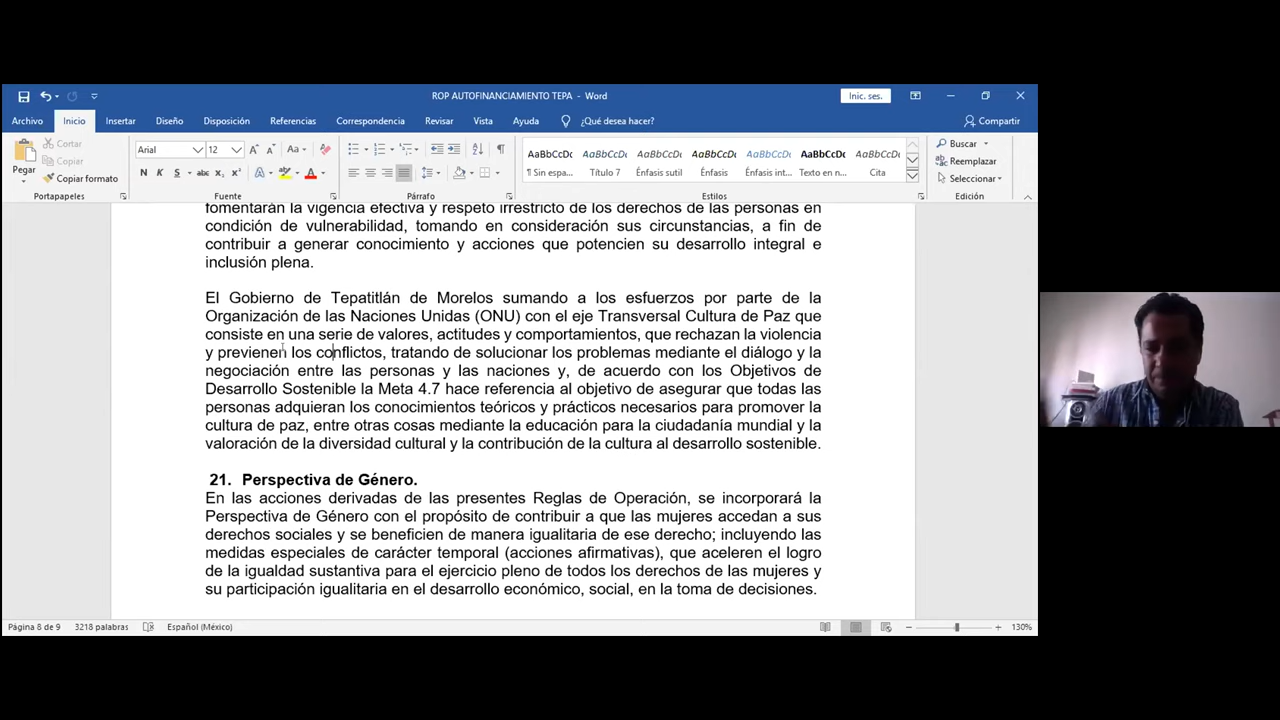 ROP AUTOFINANCIAMIENTO TEPA - Word
Inic. ses.
Archivo Inicio Insertar Diseño Disposición Referencias Correspondencia Revisar Vista Ayuda ¿Qué desea hacer? Compartir
Pegar
Cortar
Copiar
Copiar formato
Portapapeles
Arial 12 A A Aa
N K S abc x₂ x² A A
Fuente
Párrafo
AaBbCcDc AaBbCcDc AaBbCcDc AaBbCcDc AaBbCcDc AaBbCcDc AaBbCcDc
¶ Sin espa... Título 7 Énfasis sutil Énfasis Énfasis int... Texto en n... Cita
Estilos
Buscar
Reemplazar
Seleccionar
Edición
fomentarán la vigencia efectiva y respeto irrestricto de los derechos de las personas en
condición de vulnerabilidad, tomando en consideración sus circunstancias, a fin de
contribuir a generar conocimiento y acciones que potencien su desarrollo integral e
inclusión plena.
El Gobierno de Tepatitlán de Morelos sumando a los esfuerzos por parte de la
Organización de las Naciones Unidas (ONU) con el eje Transversal Cultura de Paz que
consiste en una serie de valores, actitudes y comportamientos, que rechazan la violencia
y previenen los conflictos, tratando de solucionar los problemas mediante el diálogo y la
negociación entre las personas y las naciones y, de acuerdo con los Objetivos de
Desarrollo Sostenible la Meta 4.7 hace referencia al objetivo de asegurar que todas las
personas adquieran los conocimientos teóricos y prácticos necesarios para promover la
cultura de paz, entre otras cosas mediante la educación para la ciudadanía mundial y la
valoración de la diversidad cultural y la contribución de la cultura al desarrollo sostenible.
21. Perspectiva de Género.
En las acciones derivadas de las presentes Reglas de Operación, se incorporará la
Perspectiva de Género con el propósito de contribuir a que las mujeres accedan a sus
derechos sociales y se beneficien de manera igualitaria de ese derecho; incluyendo las
medidas especiales de carácter temporal (acciones afirmativas), que aceleren el logro
de la igualdad sustantiva para el ejercicio pleno de todos los derechos de las mujeres y
su participación igualitaria en el desarrollo económico, social, en la toma de decisiones.
Página 8 de 9 3218 palabras Español (México) 130%